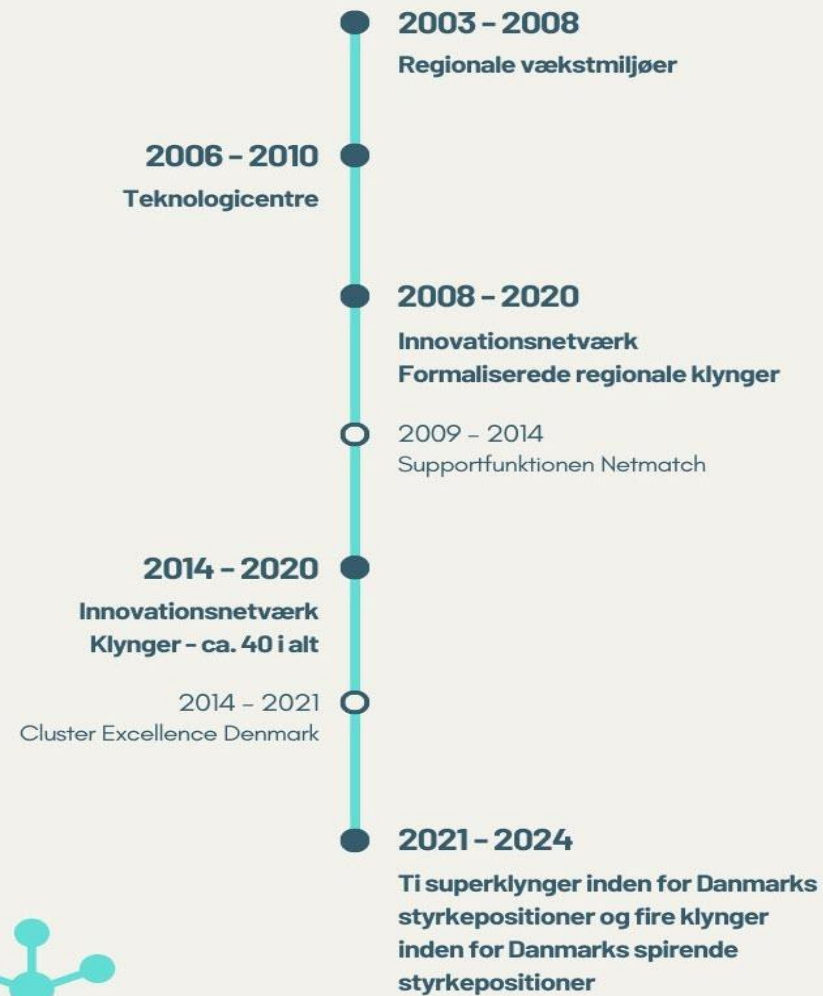 2003 – 2008
Regionale vækstmiljøer
2006 – 2010
Teknologicentre
2008 – 2020
Innovationsnetværk
Formaliserede regionale klynger
2009 – 2014
Supportfunktionen Netmatch
2014 – 2020
Innovationsnetværk
Klynger – ca. 40 i alt
2014 – 2021
Cluster Excellence Denmark
2021 – 2024
Ti superklynger inden for Danmarks
styrkepositioner og fire klynger
inden for Danmarks spirende
styrkepositioner